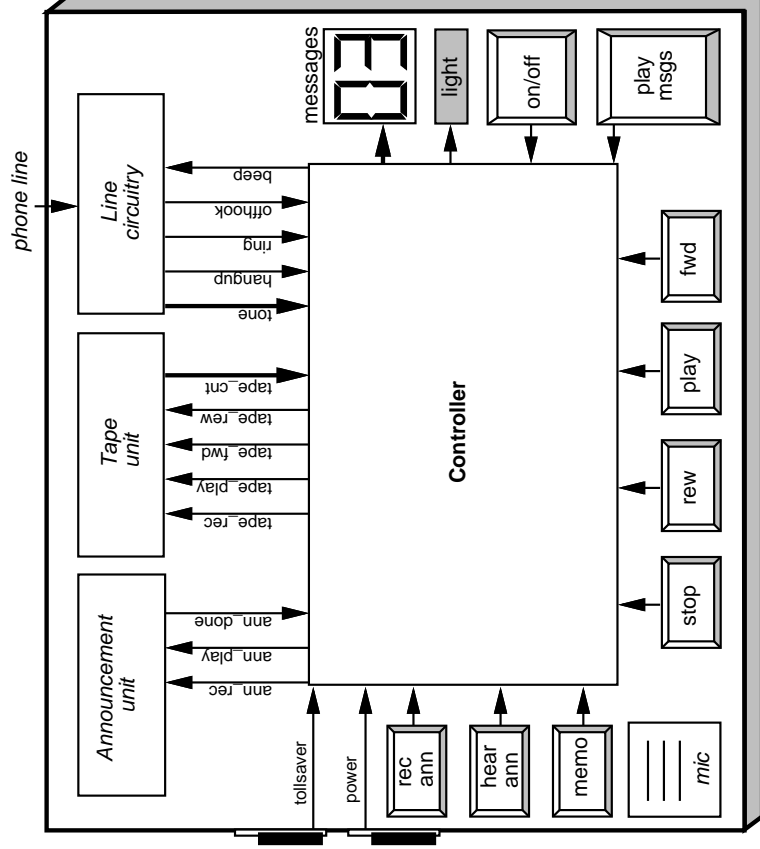 phone line
Line
circuitry
Tape
unit
Announcement
unit
beep
offhook
ring
hangup
tone
tape_cnt
tape_rew
tape_fwd
tape_play
tape_rec
ann_done
ann_play
ann_rec
Controller
messages
03
light
on/off
play
msgs
fwd
play
rew
stop
tollsaver
power
rec
ann
hear
ann
memo
mic